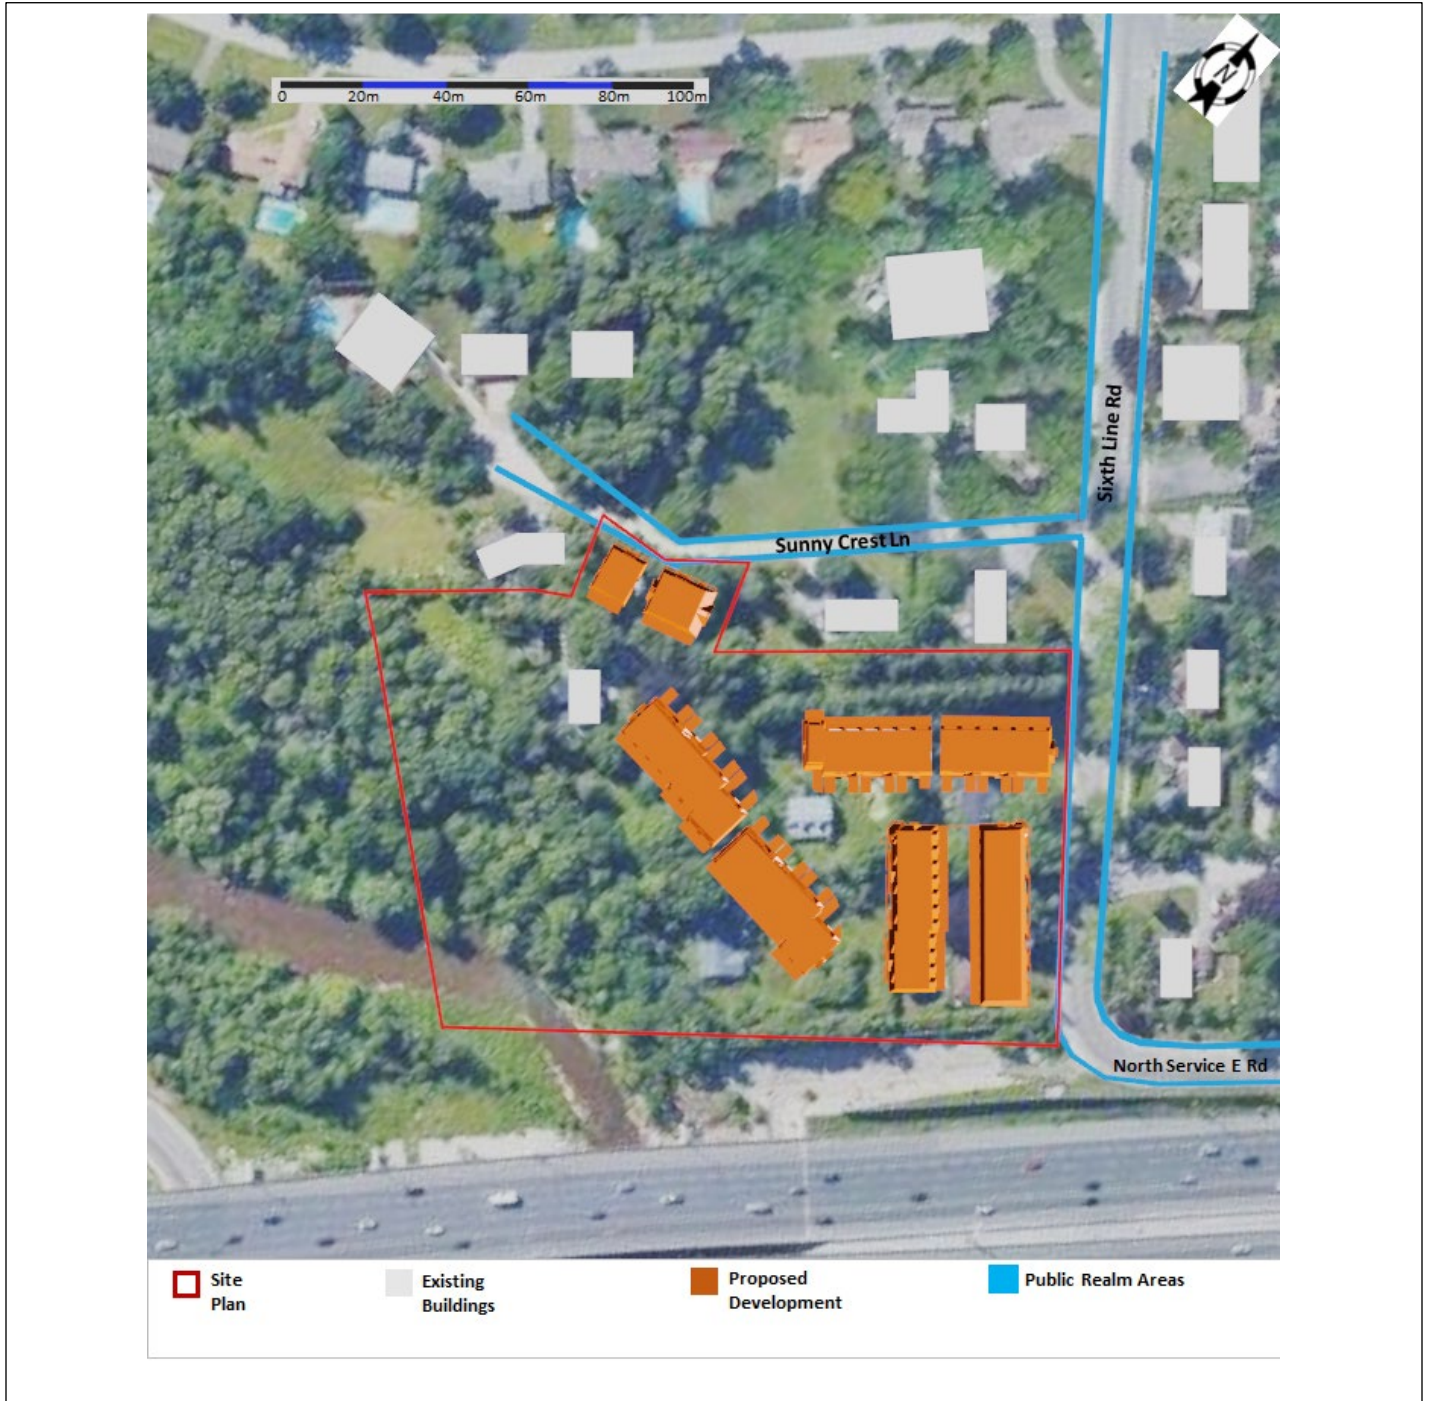 0 20m 40m 60m 80m 100m
N
Sixth Line Rd
Sunny Crest Ln
North Service E Rd
Site
Plan
Existing
Buildings
Proposed
Development
Public Realm Areas